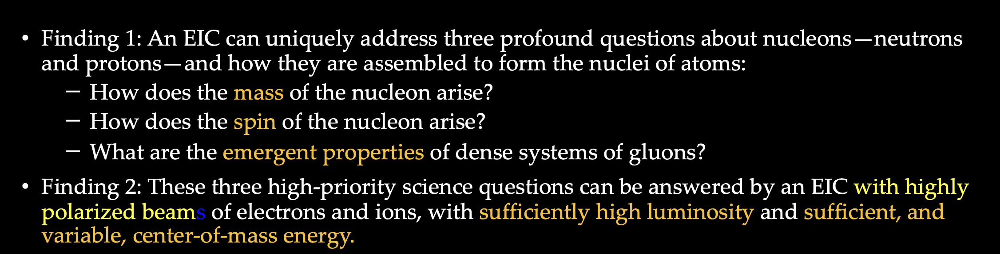 • Finding 1: An EIC can uniquely address three profound questions about nucleons—neutrons
and protons—and how they are assembled to form the nuclei of atoms:
– How does the mass of the nucleon arise?
– How does the spin of the nucleon arise?
– What are the emergent properties of dense systems of gluons?
• Finding 2: These three high-priority science questions can be answered by an EIC with highly
polarized beams of electrons and ions, with sufficiently high luminosity and sufficient, and
variable, center-of-mass energy.